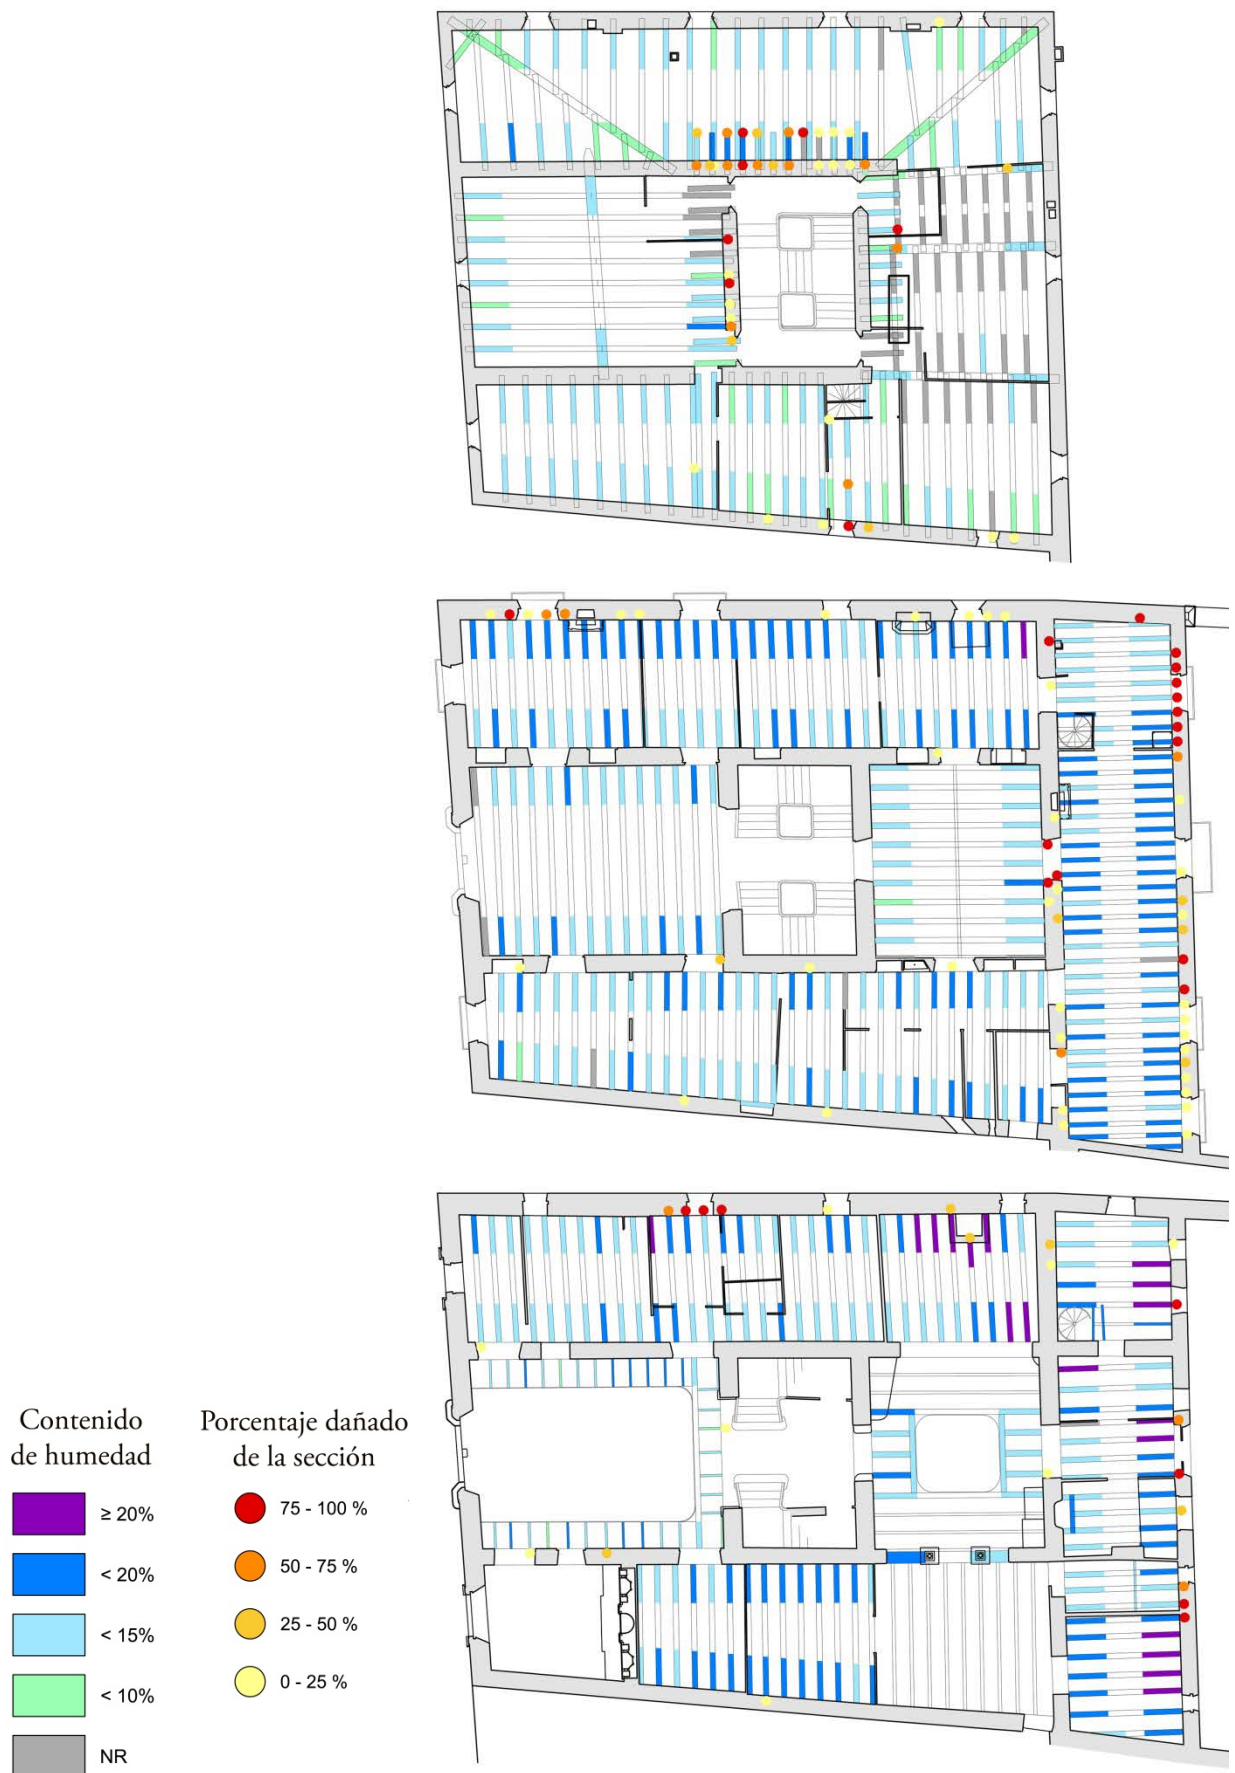 Contenido
de humedad
≥ 20%
< 20%
< 15%
< 10%
NR
Porcentaje dañado
de la sección
75 - 100 %
50 - 75 %
25 - 50 %
0 - 25 %